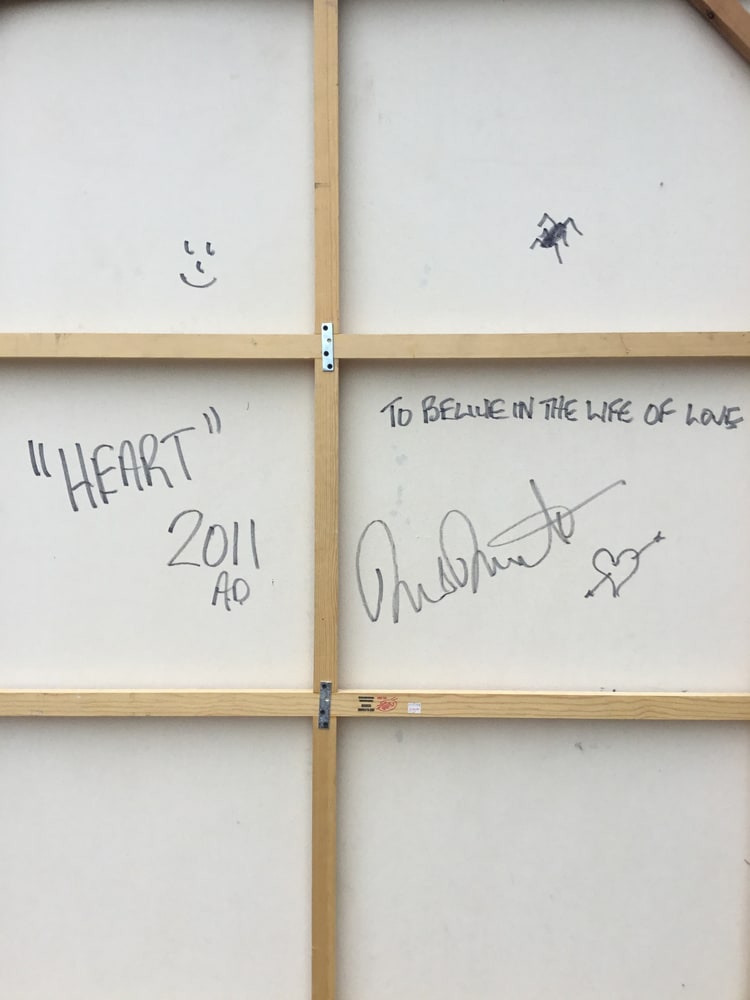 "HEART"
2011
AD
TO BELIVE IN THE LIFE OF LOVE